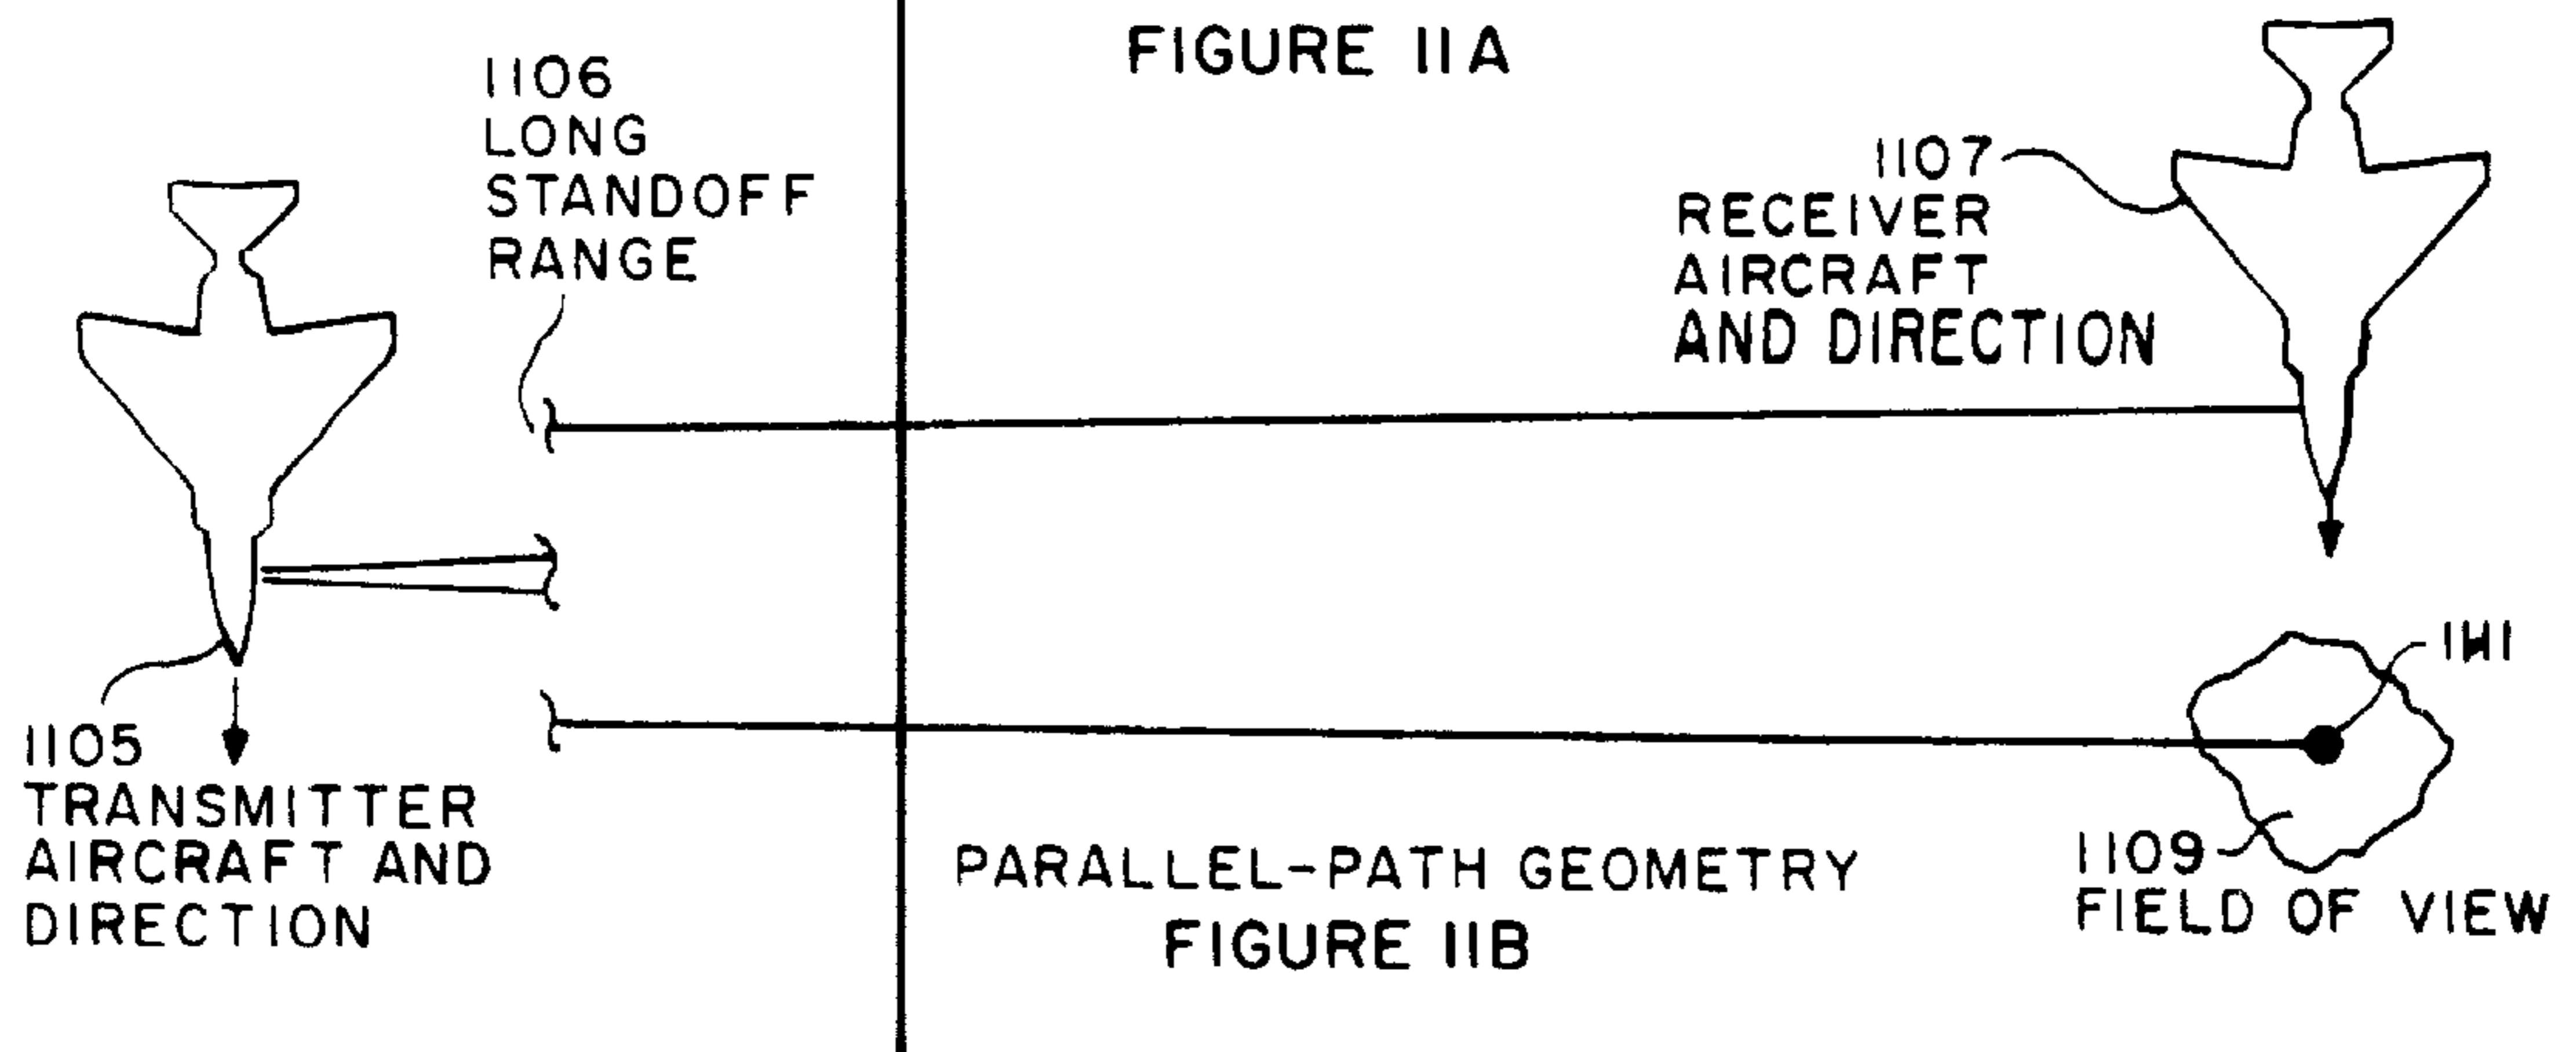 FIGURE 11A
1106
LONG
STANDOFF
RANGE
1107
RECEIVER
AIRCRAFT
AND DIRECTION
1105
TRANSMITTER
AIRCRAFT AND
DIRECTION
1111
1109
FIELD OF VIEW
PARALLEL-PATH GEOMETRY
FIGURE 11B